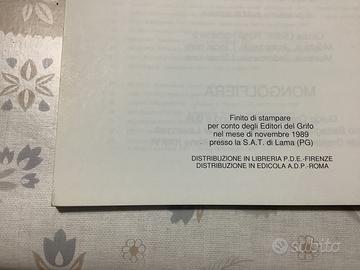 MONGOLFIERA
Finito di stampare
per conto degli Editori del Grifo
nel mese di novembre 1989
presso la S.A.T. di Lama (PG)
DISTRIBUZIONE IN LIBRERIA P.D.E.-FIRENZE
DISTRIBUZIONE IN EDICOLA A.D.P.-ROMA
subito